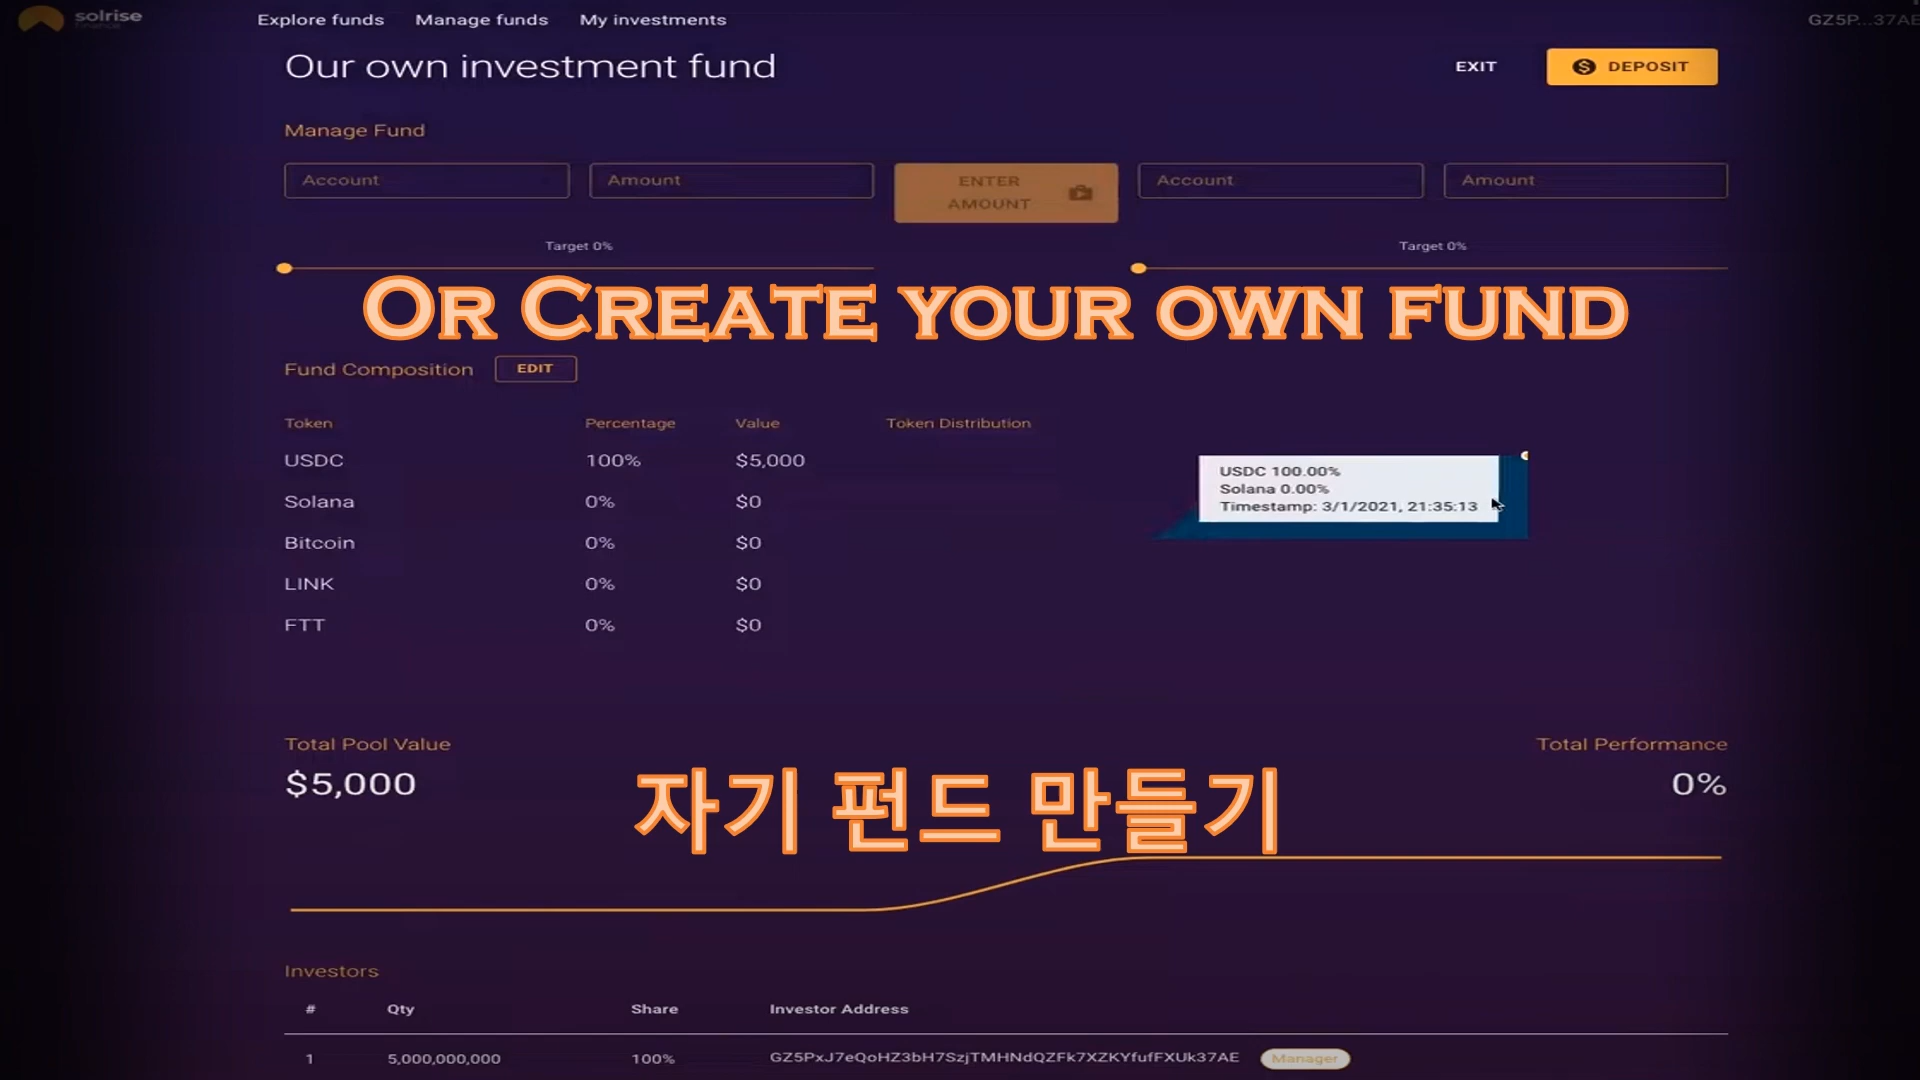 solrise
finance
Explore funds Manage funds My investments
GZ5P...37AE
Our own investment fund
EXIT
DEPOSIT
Manage Fund
Account Amount ENTER AMOUNT Account Amount
Target 0% Target 0%
OR CREATE YOUR OWN FUND
Fund Composition EDIT
Token Percentage Value Token Distribution
USDC 100% $5,000
Solana 0% $0
Bitcoin 0% $0
LINK 0% $0
FTT 0% $0
USDC 100.00%
Solana 0.00%
Timestamp: 3/1/2021, 21:35:13
Total Pool Value
$5,000
Total Performance
0%
자기 펀드 만들기
Investors
# Qty Share Investor Address
1 5,000,000,000 100% GZ5PxJ7eQoHZ3bH7SzjTMHNdQZFk7XZKYfufFXUk37AE Manager